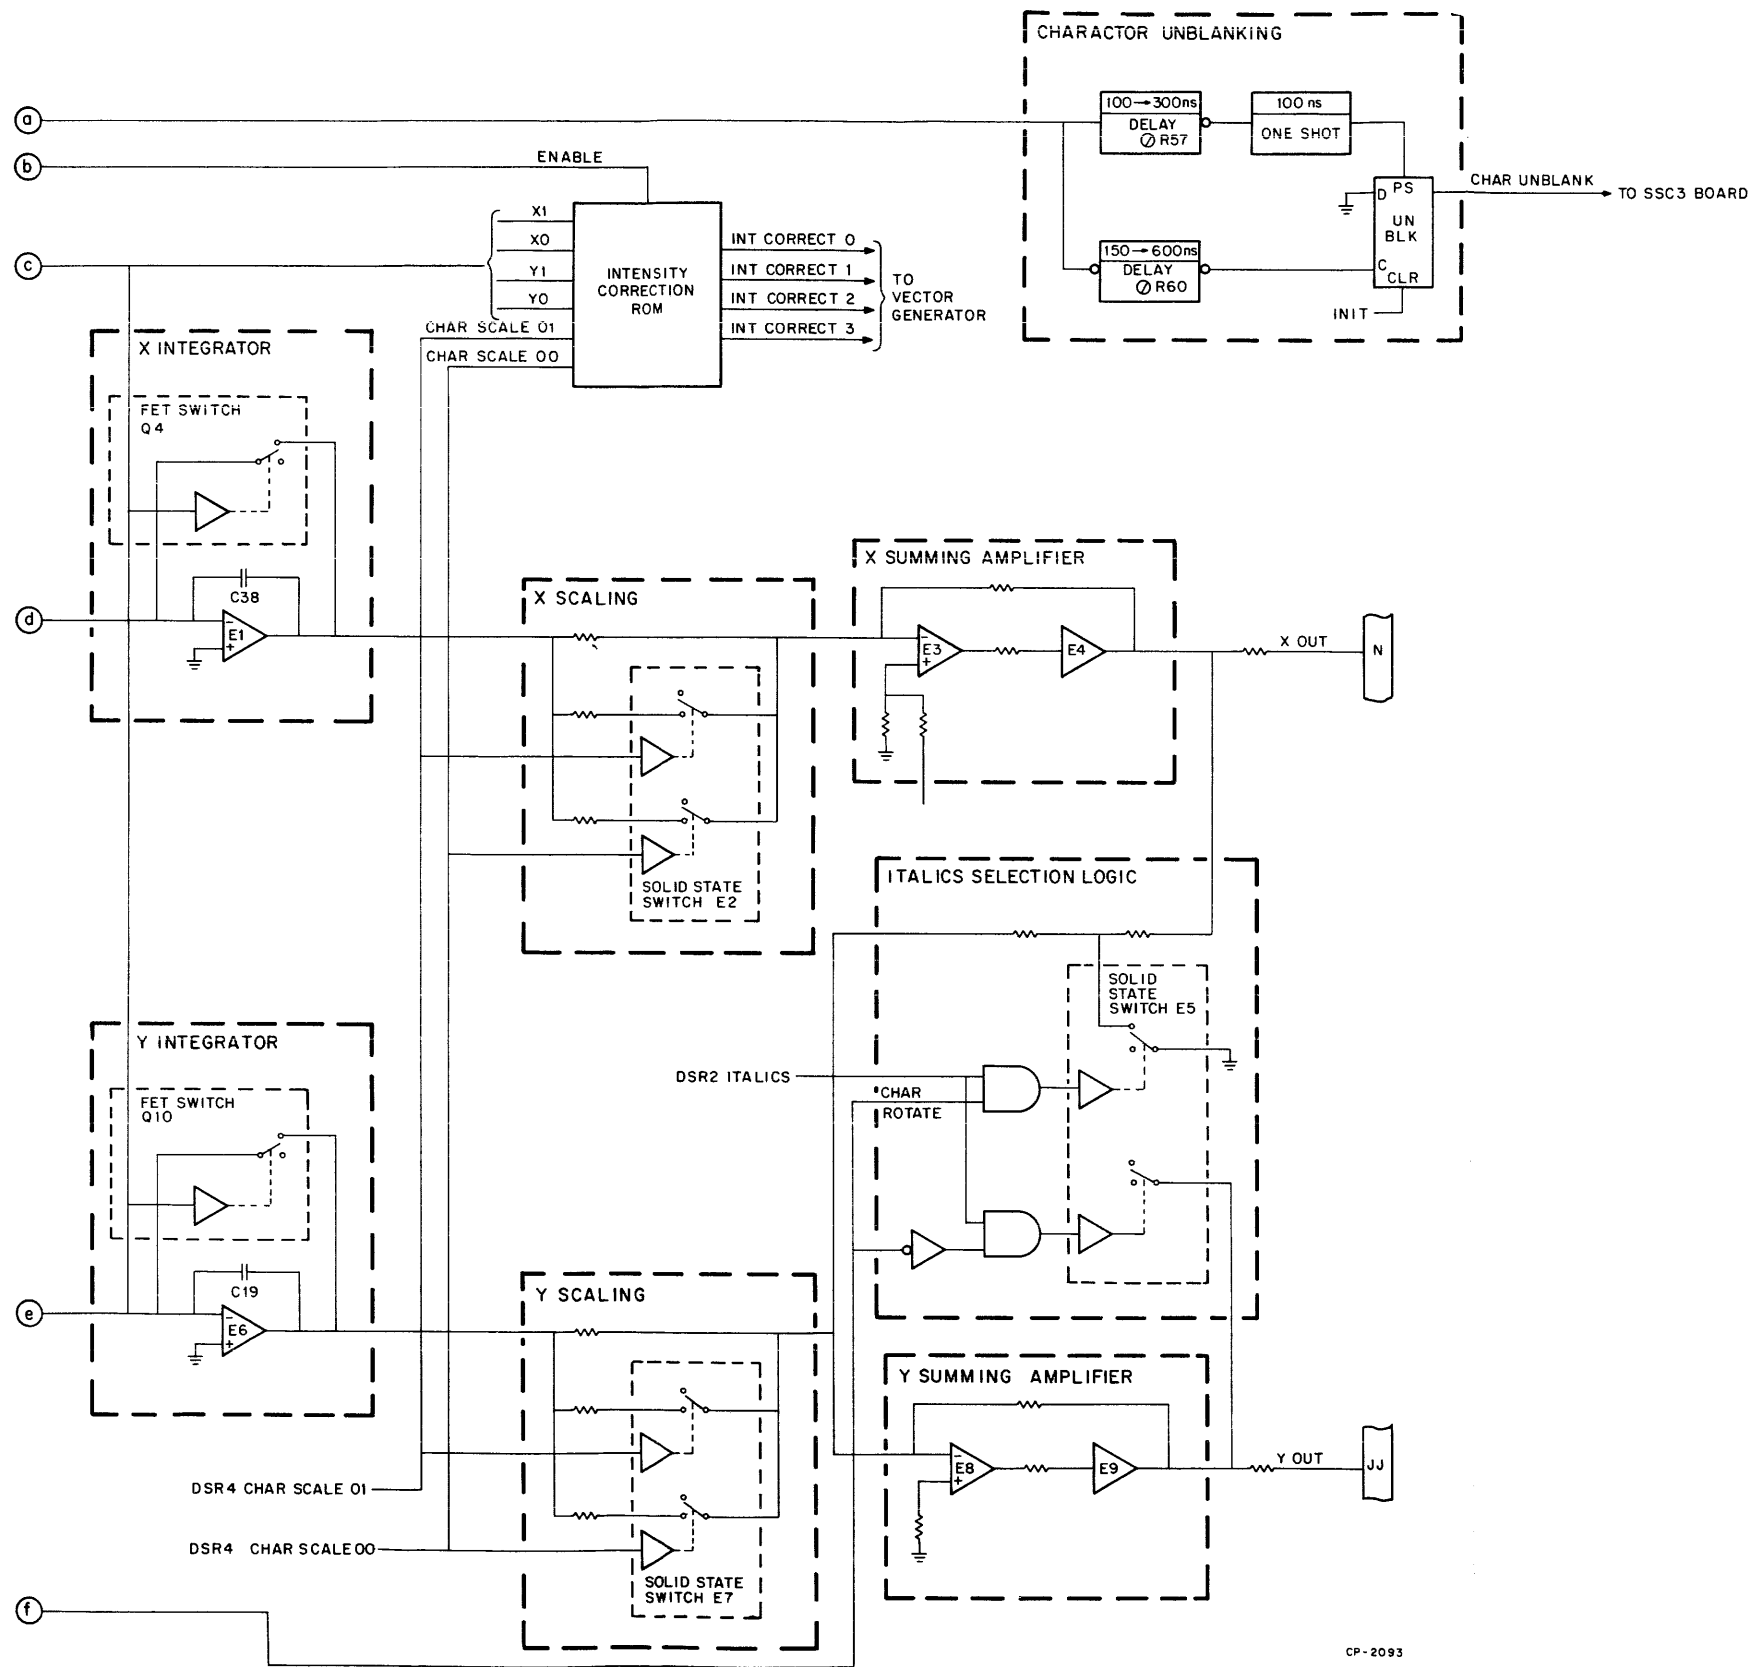 CHARACTOR UNBLANKING
a
100→300ns
DELAY
R57
100 ns
ONE SHOT
b
ENABLE
D PS
UN
BLK
C CLR
CHAR UNBLANK
TO SSC3 BOARD
INIT
150→600ns
DELAY
R60
c
X1
X0
Y1
Y0
CHAR SCALE 01
CHAR SCALE 00
INTENSITY
CORRECTION
ROM
INT CORRECT 0
INT CORRECT 1
INT CORRECT 2
INT CORRECT 3
TO
VECTOR
GENERATOR
X INTEGRATOR
FET SWITCH
Q4
C38
d
E1
-
+
X SCALING
SOLID STATE
SWITCH E2
X SUMMING AMPLIFIER
E3
-
+
E4
X OUT
N
ITALICS SELECTION LOGIC
SOLID
STATE
SWITCH E5
DSR2 ITALICS
CHAR
ROTATE
Y INTEGRATOR
FET SWITCH
Q10
C19
e
E6
-
+
Y SCALING
SOLID STATE
SWITCH E7
DSR4 CHAR SCALE 01
DSR4 CHAR SCALE 00
Y SUMMING AMPLIFIER
E8
-
+
E9
Y OUT
JJ
f
CP-2093